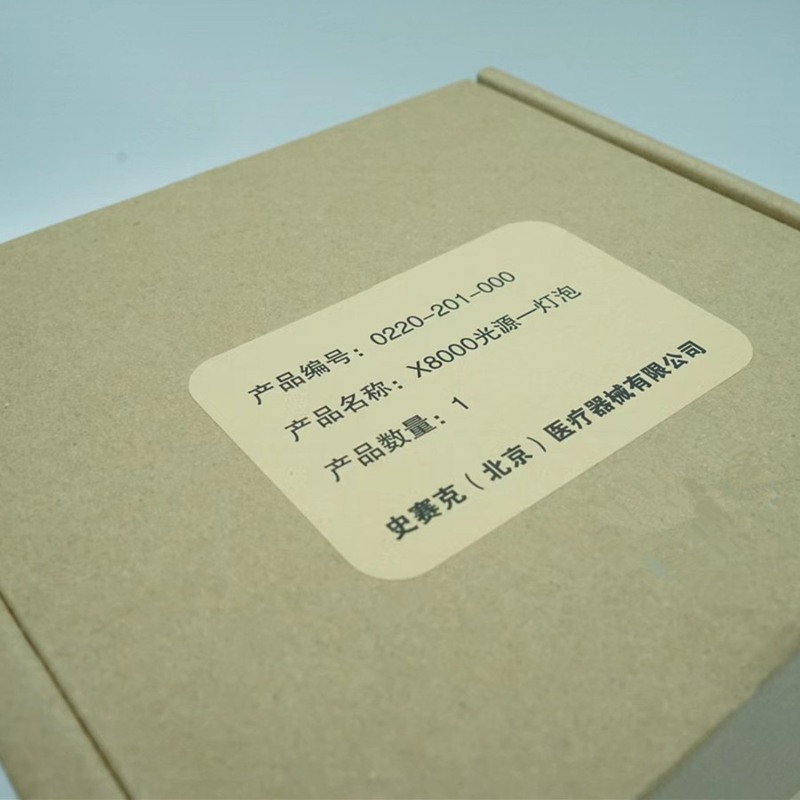 产品编号：0220-201-000
产品名称：X8000光源—灯泡
产品数量：1
史赛克（北京）医疗器械有限公司